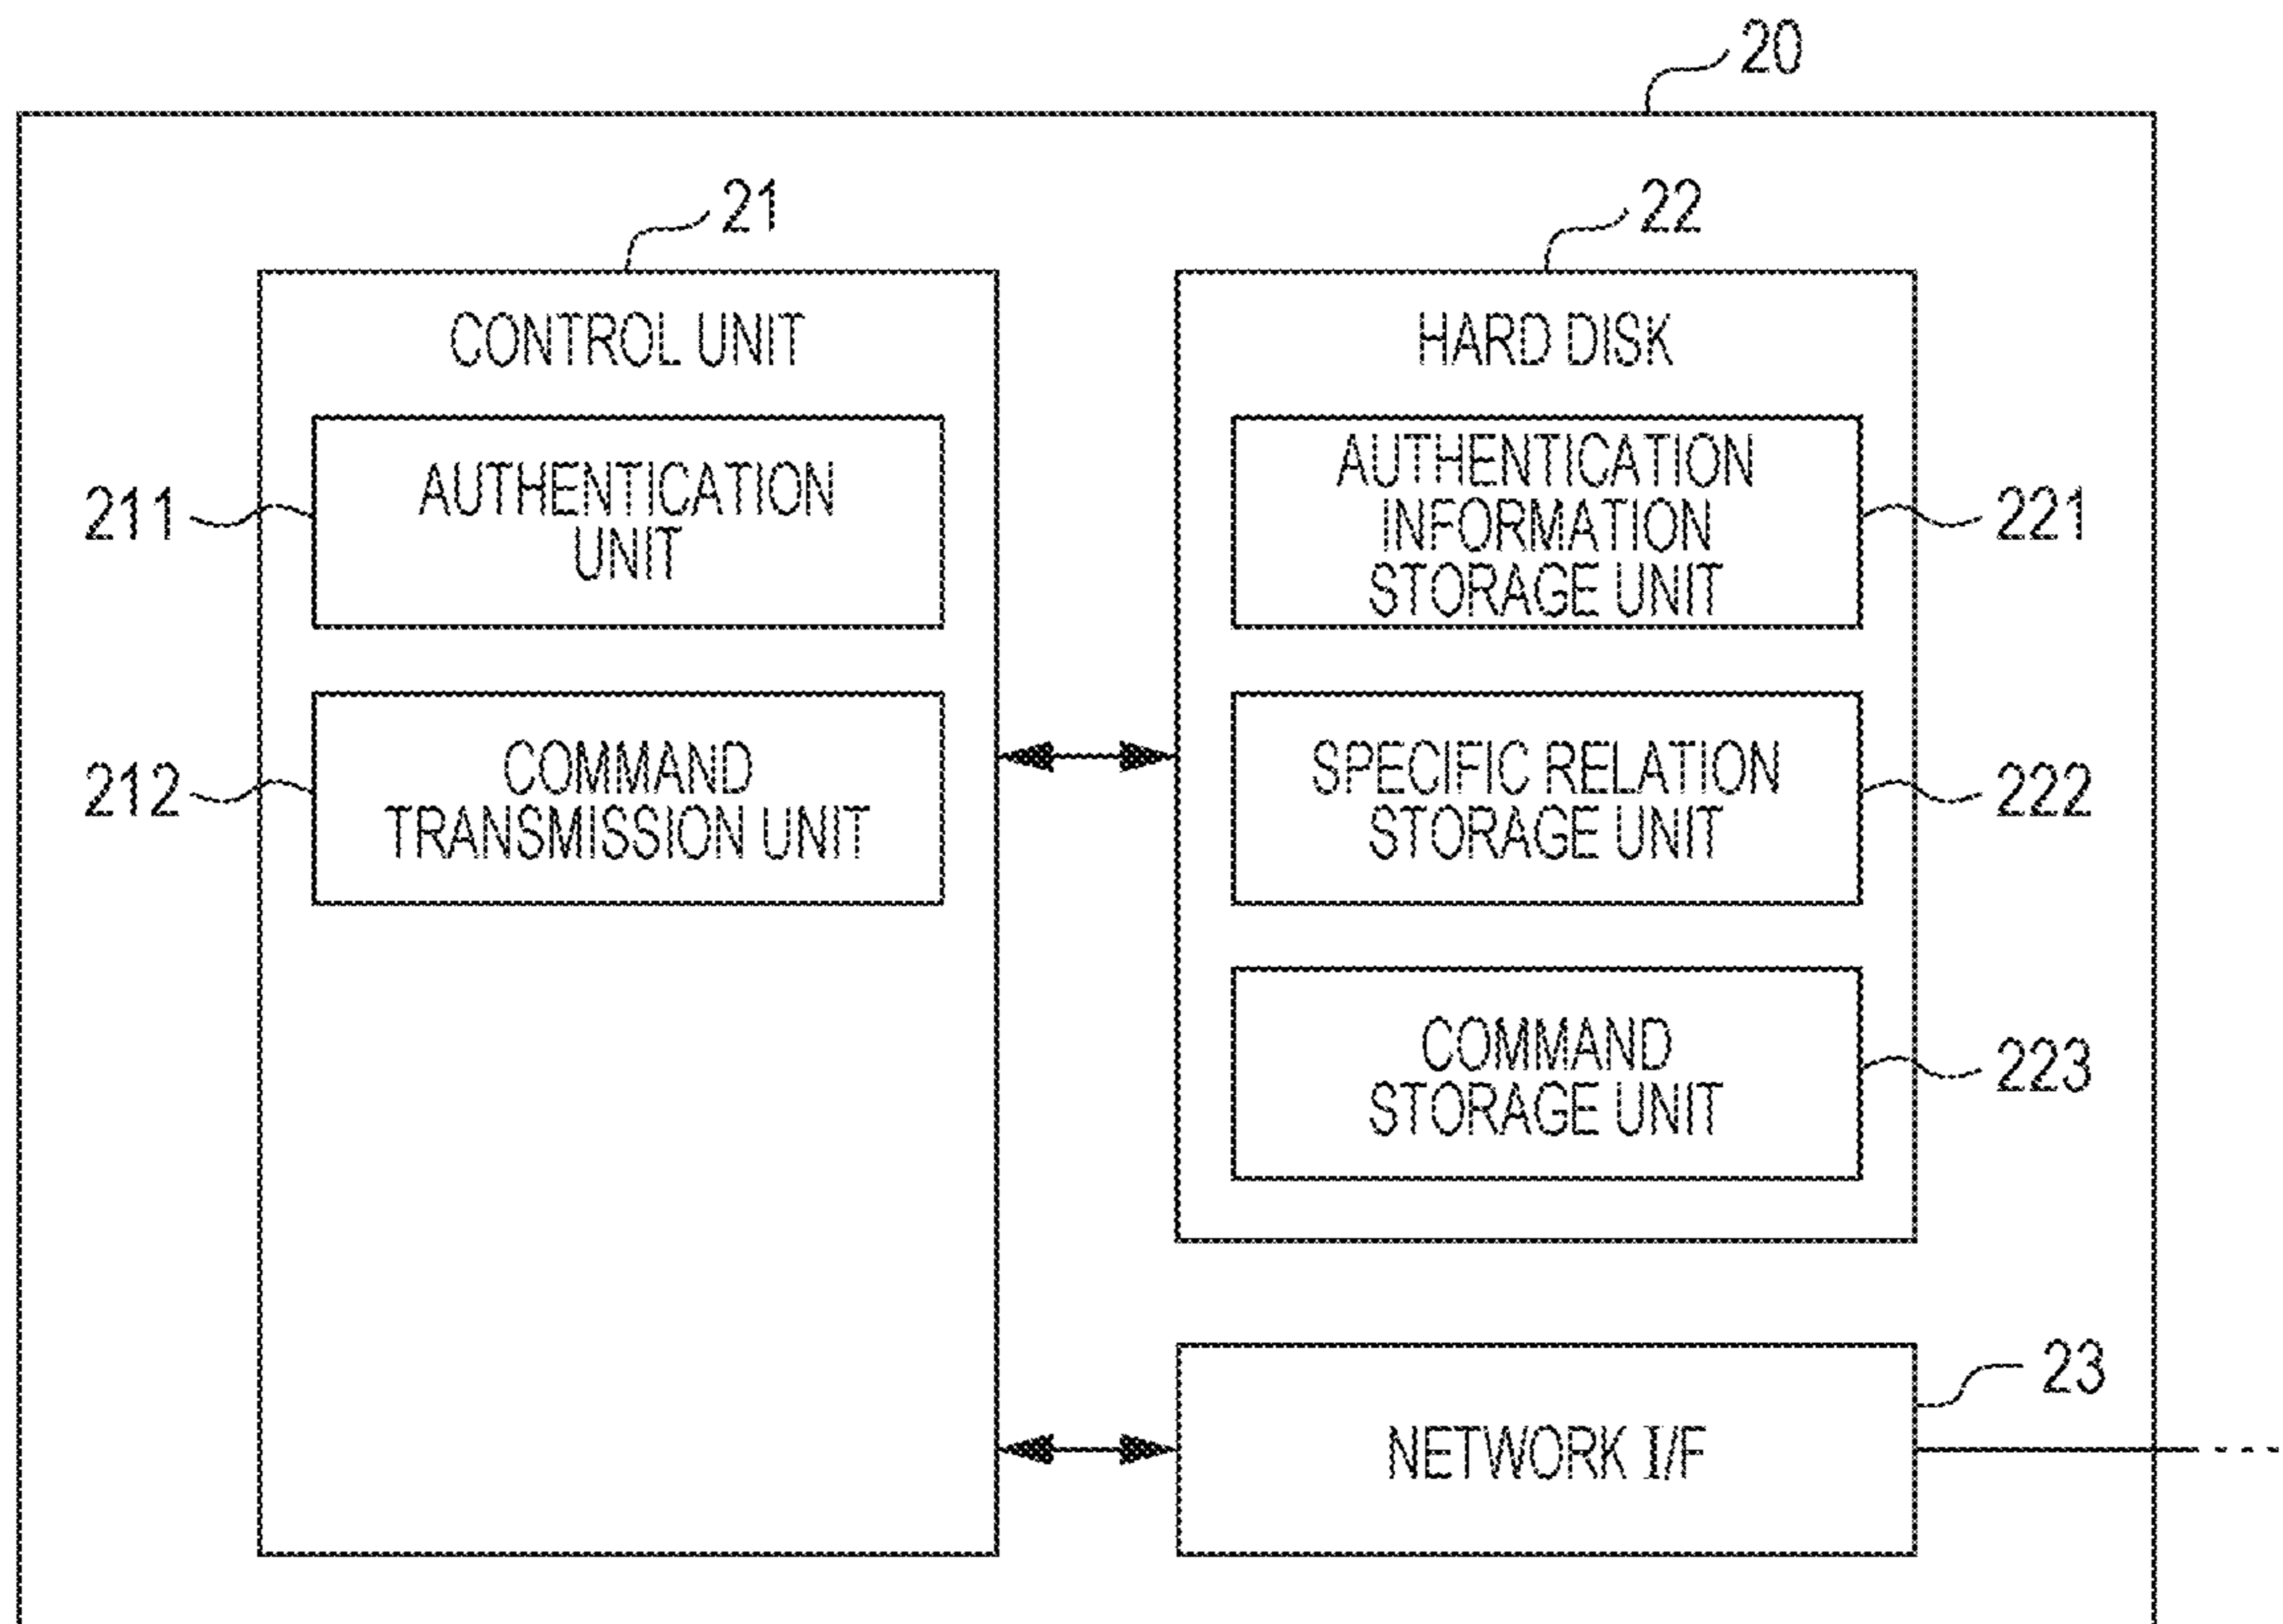 20
21
22
CONTROL UNIT
HARD DISK
211
AUTHENTICATION
UNIT
AUTHENTICATION
INFORMATION
STORAGE UNIT
221
212
COMMAND
TRANSMISSION UNIT
SPECIFIC RELATION
STORAGE UNIT
222
COMMAND
STORAGE UNIT
223
23
NETWORK I/F